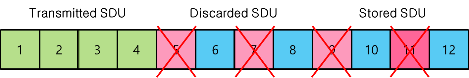 Transmitted SDU Discarded SDU Stored SDU
1 2 3 4 5 6 7 8 9 10 11 12